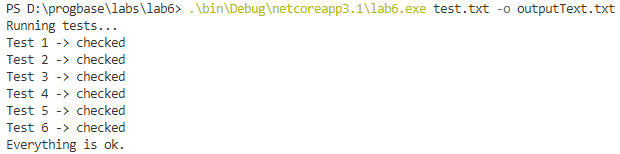 PS D:\progbase\labs\lab6> .\bin\Debug\netcoreapp3.1\lab6.exe test.txt -o outputText.txt
Running tests...
Test 1 -> checked
Test 2 -> checked
Test 3 -> checked
Test 4 -> checked
Test 5 -> checked
Test 6 -> checked
Everything is ok.